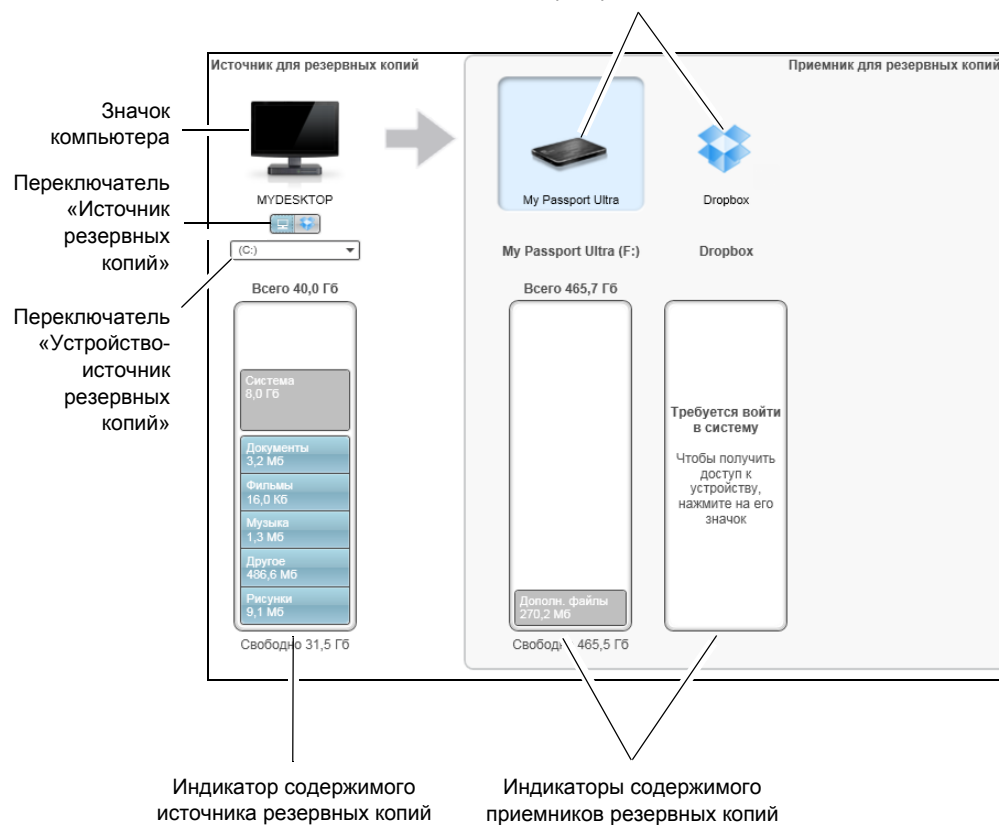 Источник для резервных копий
Приемник для резервных копий
Значок
компьютера
MYDESKTOP
My Passport Ultra
Dropbox
Переключатель
«Источник
резервных
копий»
(C:)
My Passport Ultra (F:)
Dropbox
Всего 40,0 Гб
Всего 465,7 Гб
Переключатель
«Устройство-
источник
резервных
копий»
Система
8,0 Гб
Документы
3,2 Мб
Фильмы
16,0 Кб
Музыка
1,3 Мб
Другое
486,6 Мб
Рисунки
9,1 Мб
Свободно 31,5 Гб
Дополн. файлы
270,2 Мб
Свободно 465,5 Гб
Требуется войти
в систему
Чтобы получить
доступ к
устройству,
нажмите на его
значок
Индикатор содержимого
источника резервных копий
Индикаторы содержимого
приемников резервных копий